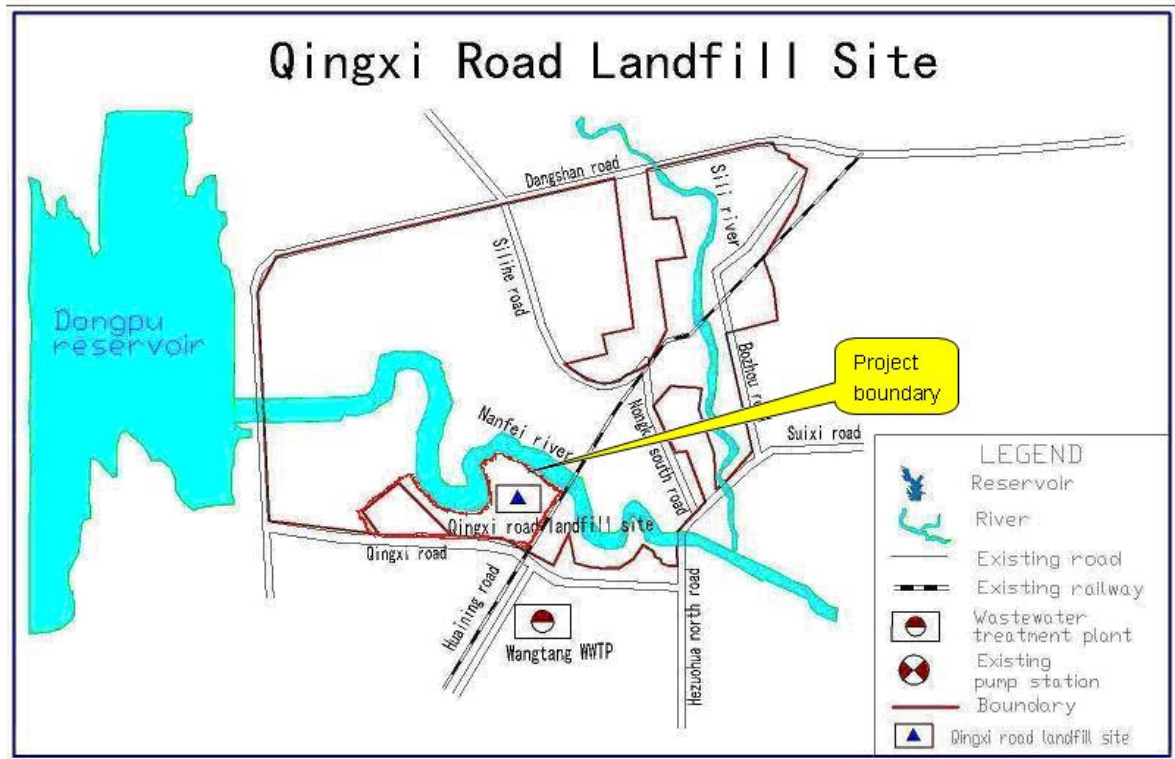 Qingxi Road Landfill Site
Dangshan road
Sili river
Silihe road
Dongpu
reservoir
Project
boundary
Bozhou r
Nanfei river
south road
Suixi road
Qingxi road landfill site
Qingxi road
Huaining road
Wangtang WWTP
Hezuohua north road
LEGEND
Reservoir
River
Existing road
Existing railway
Wastewater
treatment plant
Existing
pump station
Boundary
Qingxi road landfill site